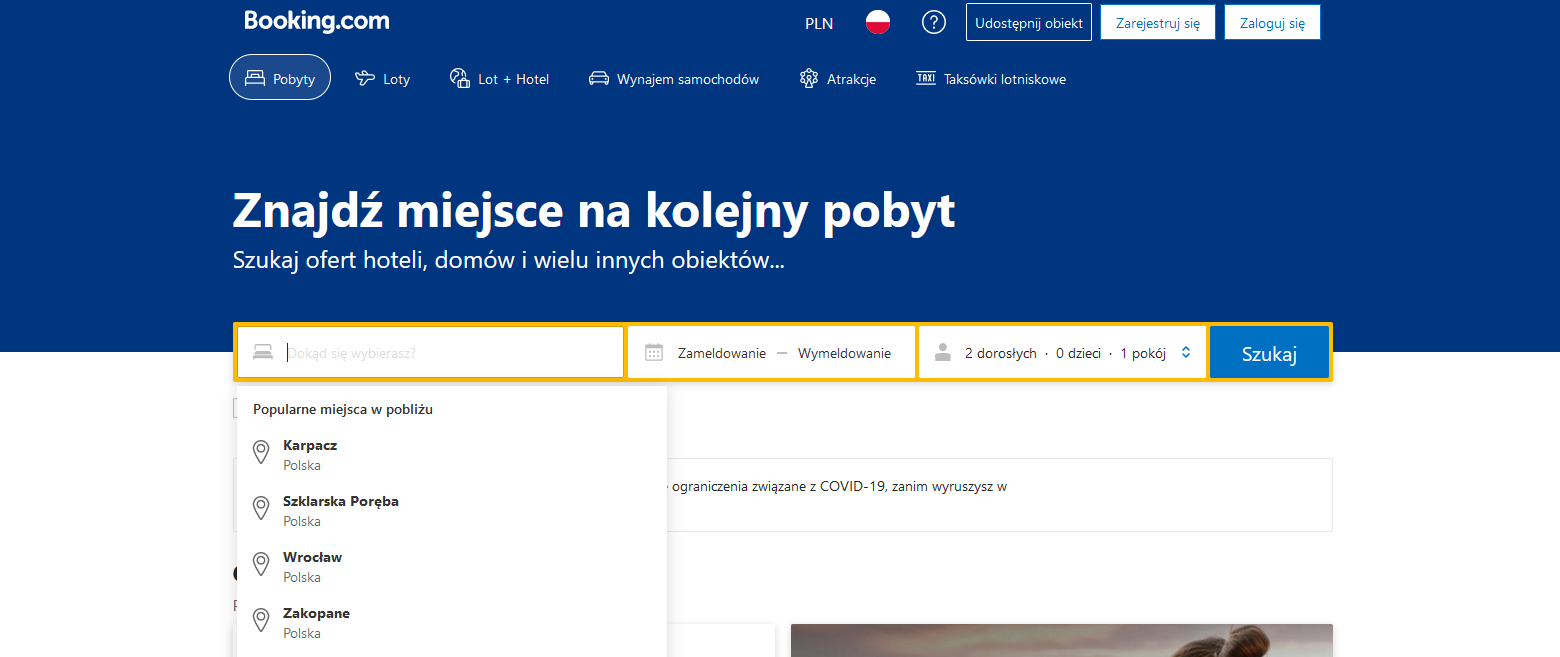 Booking.com
PLN
Udostępnij obiekt
Zarejestruj się
Zaloguj się
Pobyty
Loty
Lot + Hotel
Wynajem samochodów
Atrakcje
TAXI Taksówki lotniskowe
Znajdź miejsce na kolejny pobyt
Szukaj ofert hoteli, domów i wielu innych obiektów...
Dokąd się wybierasz?
Zameldowanie — Wymeldowanie
2 dorosłych · 0 dzieci · 1 pokój
Szukaj
Popularne miejsca w pobliżu
Karpacz
Polska
ograniczenia związane z COVID-19, zanim wyruszysz w
Szklarska Poręba
Polska
Wrocław
Polska
Zakopane
Polska